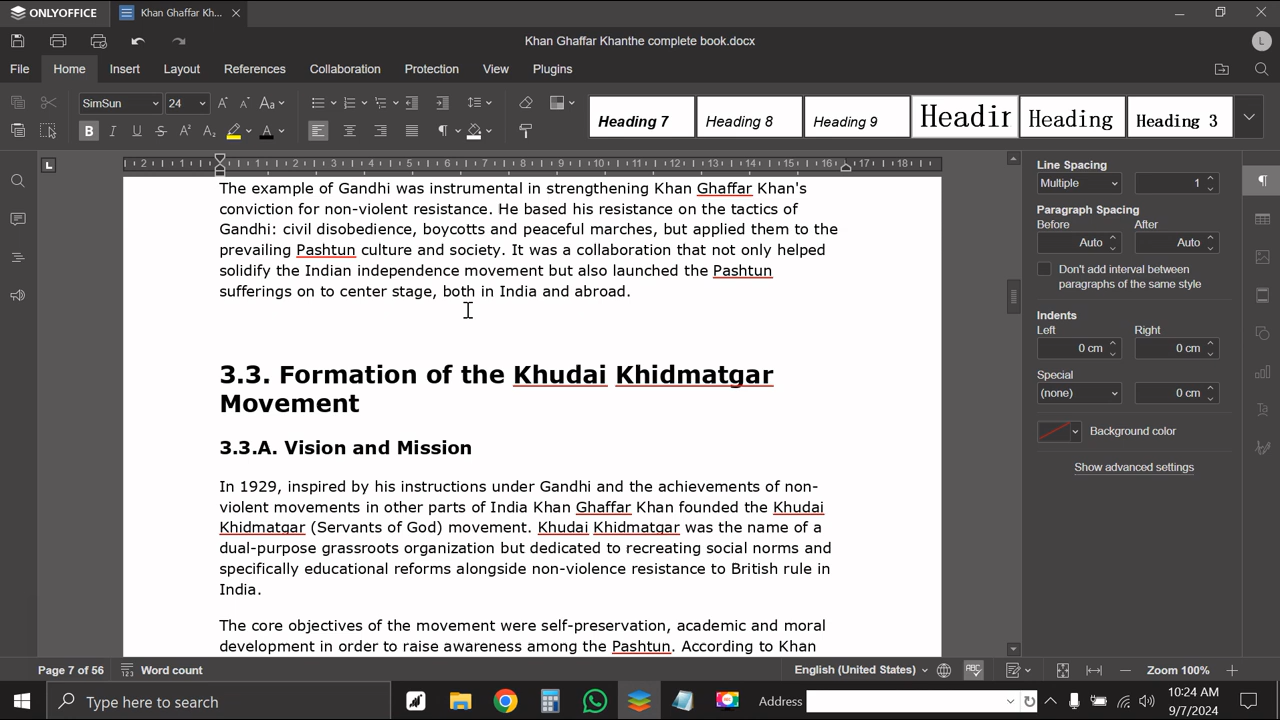 ONLYOFFICE
Khan Ghaffar Kh...
Khan Ghaffar Khanthe complete book.docx
L
File Home Insert Layout References Collaboration Protection View Plugins
SimSun 24
Heading 7 Heading 8 Heading 9 Headir Heading Heading 3
The example of Gandhi was instrumental in strengthening Khan Ghaffar Khan's
conviction for non-violent resistance. He based his resistance on the tactics of
Gandhi: civil disobedience, boycotts and peaceful marches, but applied them to the
prevailing Pashtun culture and society. It was a collaboration that not only helped
solidify the Indian independence movement but also launched the Pashtun
sufferings on to center stage, both in India and abroad.
3.3. Formation of the Khudai Khidmatgar
Movement
3.3.A. Vision and Mission
In 1929, inspired by his instructions under Gandhi and the achievements of non-
violent movements in other parts of India Khan Ghaffar Khan founded the Khudai
Khidmatgar (Servants of God) movement. Khudai Khidmatgar was the name of a
dual-purpose grassroots organization but dedicated to recreating social norms and
specifically educational reforms alongside non-violence resistance to British rule in
India.
The core objectives of the movement were self-preservation, academic and moral
development in order to raise awareness among the Pashtun. According to Khan
Line Spacing
Multiple 1
Paragraph Spacing
Before After
Auto Auto
Don't add interval between
paragraphs of the same style
Indents
Left Right
0 cm 0 cm
Special
(none) 0 cm
Background color
Show advanced settings
Page 7 of 56 Word count English (United States) Zoom 100%
Type here to search Address 10:24 AM
9/7/2024